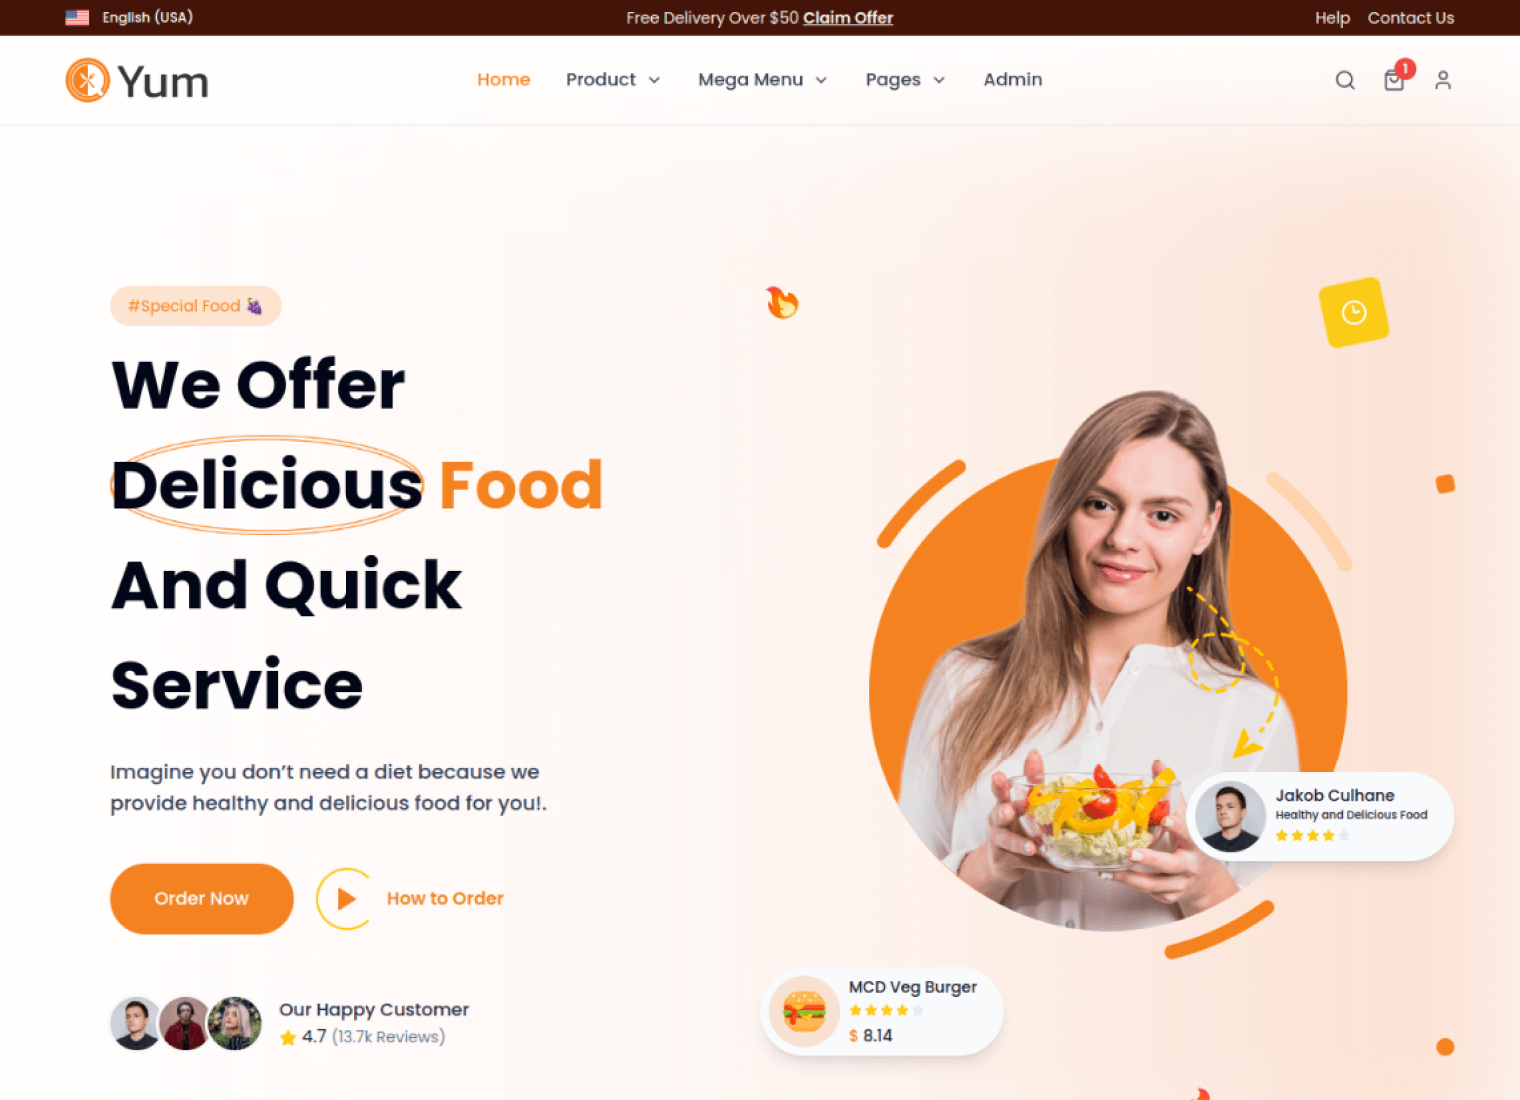 English (USA)
Free Delivery Over $50 Claim Offer
Help
Contact Us
Yum
Home
Product
Mega Menu
Pages
Admin
1
#Special Food
We Offer
Delicious Food
And Quick
Service
Imagine you don’t need a diet because we
provide healthy and delicious food for you!.
Order Now
How to Order
Our Happy Customer
4.7 (13.7k Reviews)
Jakob Culhane
Healthy and Delicious Food
MCD Veg Burger
$ 8.14